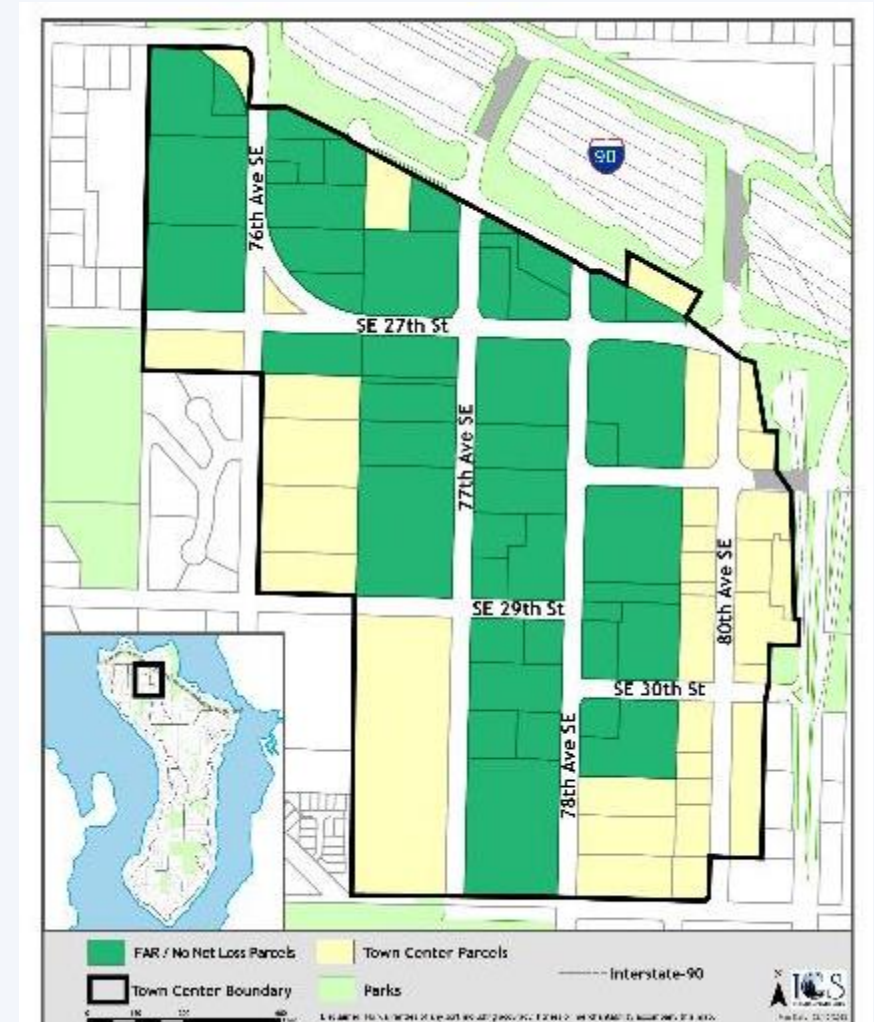 90
76th Ave SE
SE 27th St
77th Ave SE
SE 29th St
80th Ave SE
SE 30th St
78th Ave SE
FAR / No Net Loss Parcels
Town Center Parcels
Interstate-90
Town Center Boundary
Parks
N